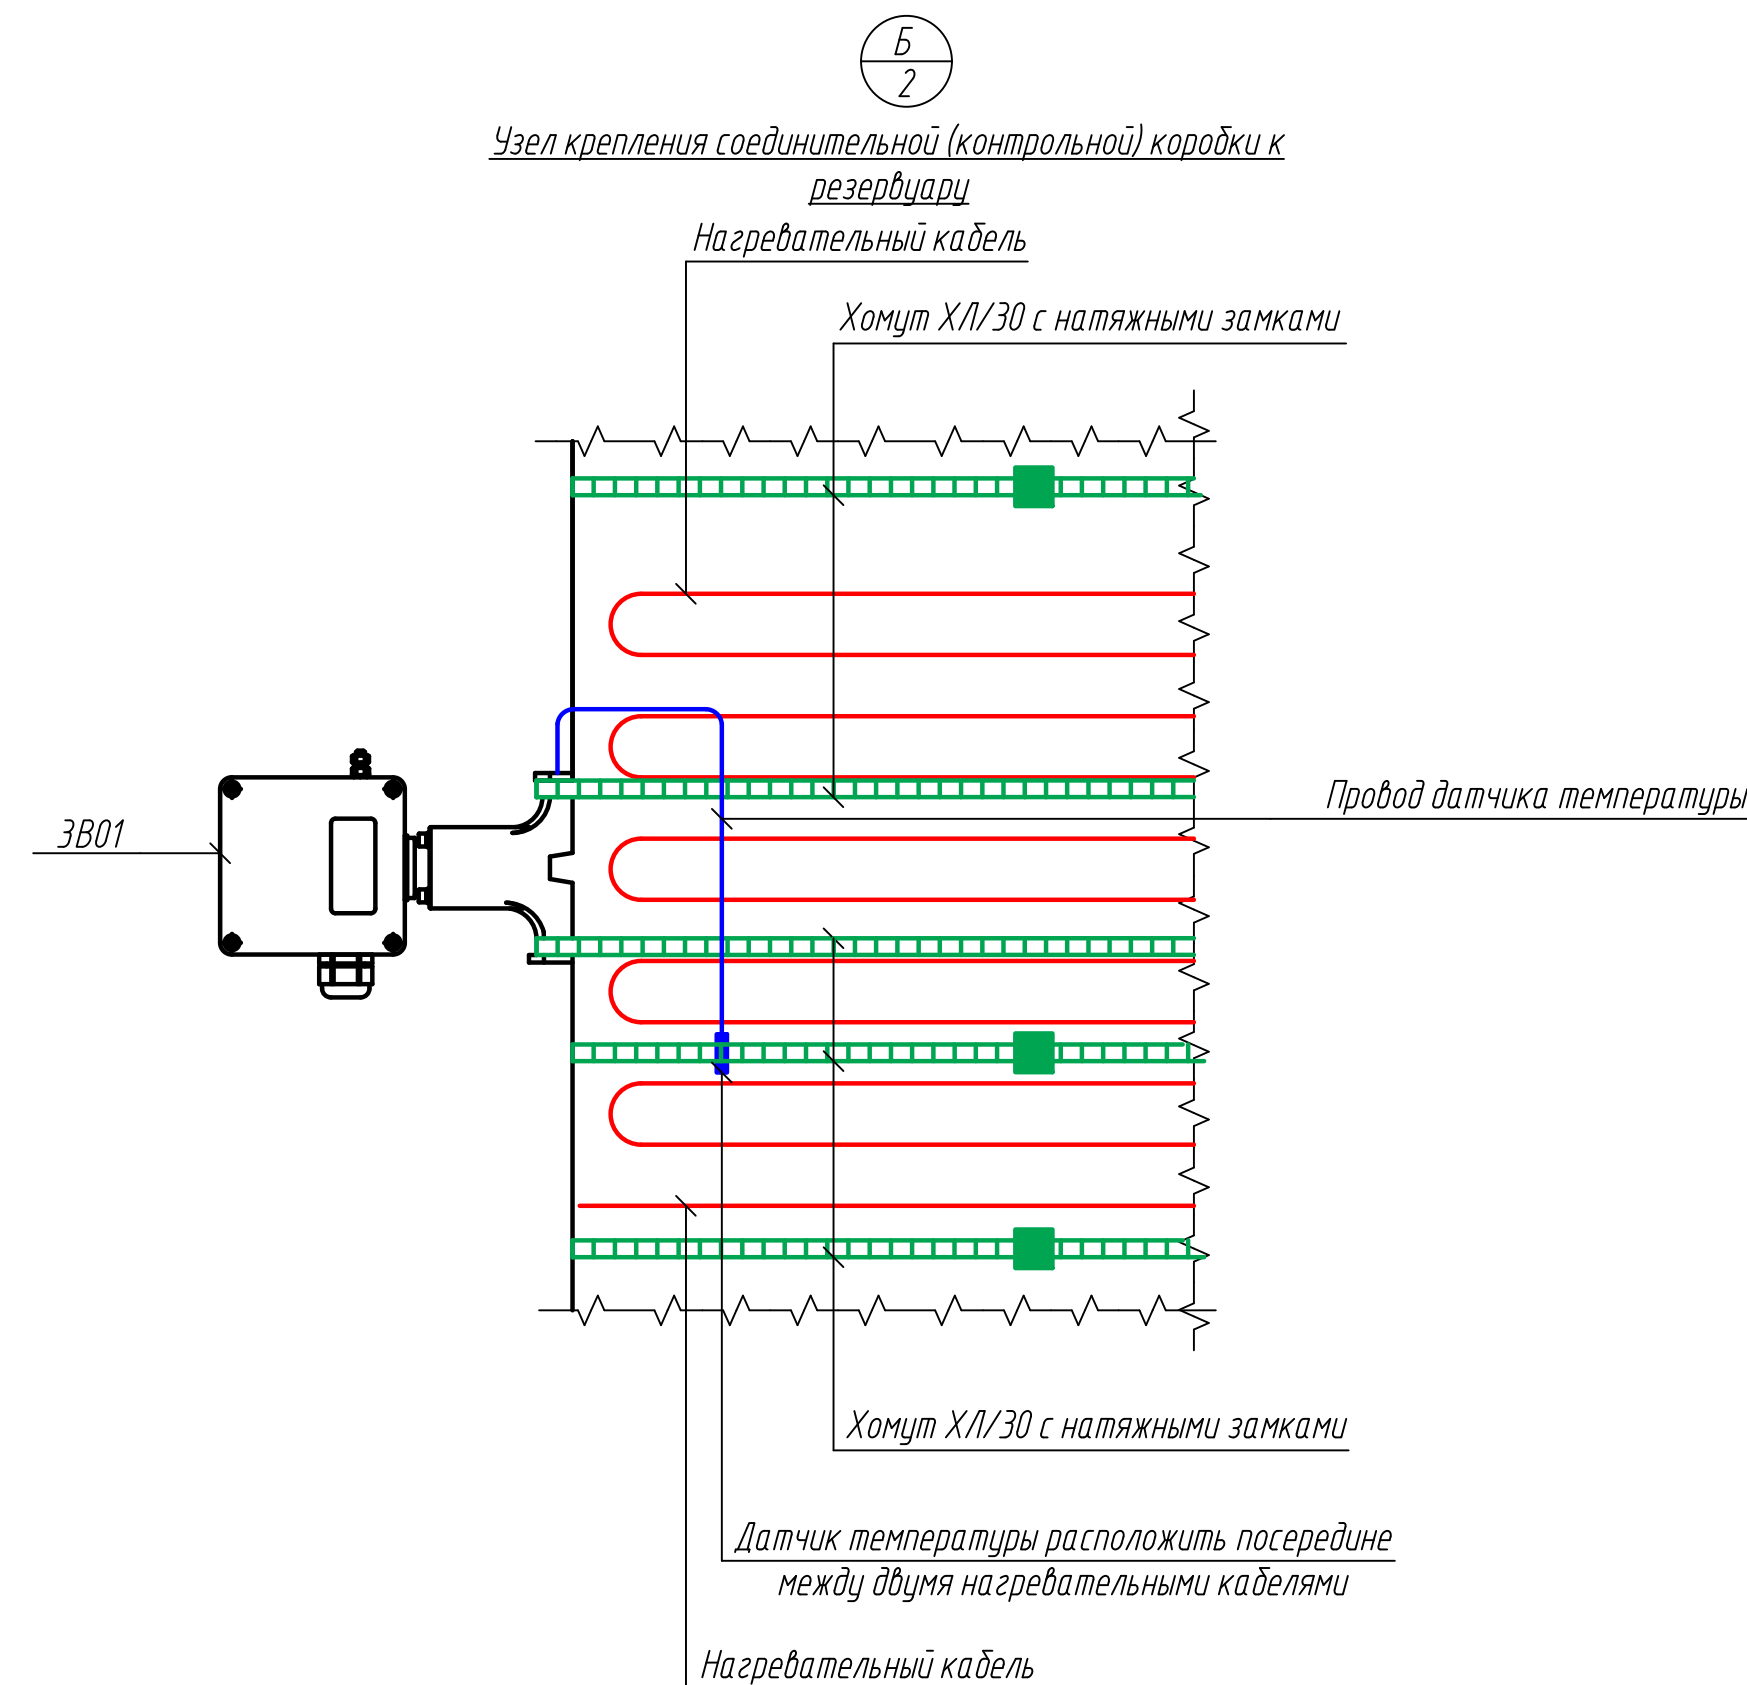 Б
2
Узел крепления соединительной (контрольной) коробки к
резервуару
Нагревательный кабель
Хомут ХЛ/30 с натяжными замками
Провод датчика температуры
3В01
Хомут ХЛ/30 с натяжными замками
Датчик температуры расположить посередине
между двумя нагревательными кабелями
Нагревательный кабель